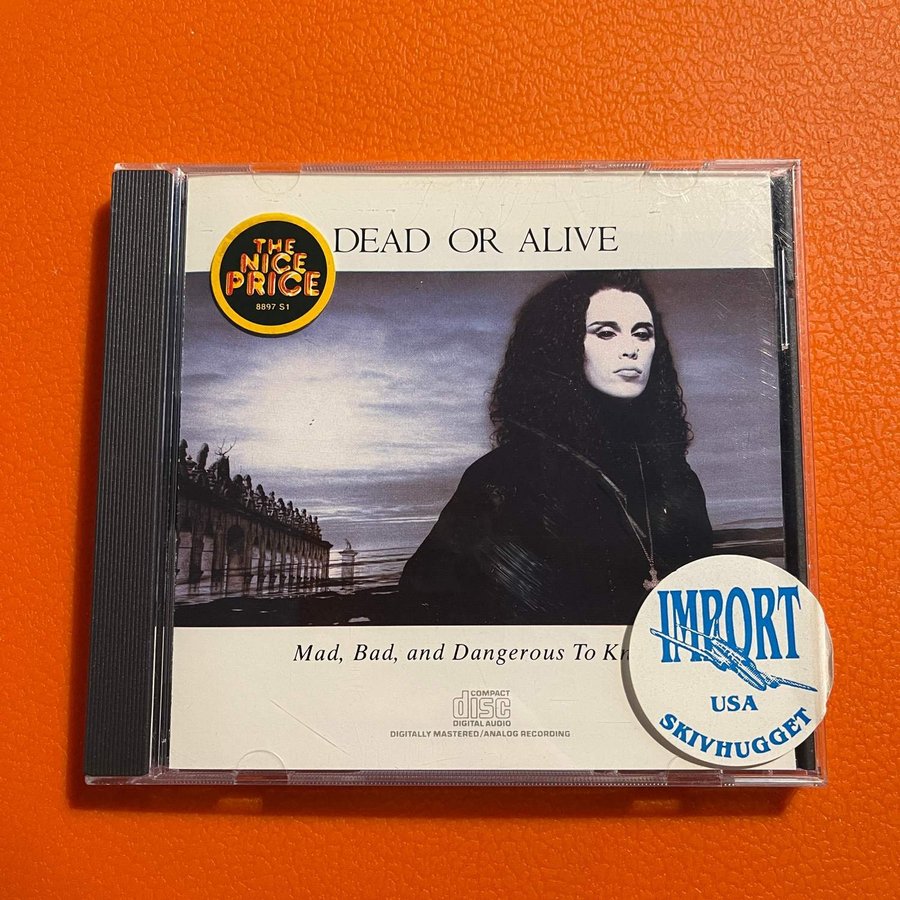 DEAD OR ALIVE
THE
NICE
PRICE
8897 S1
Mad, Bad, and Dangerous To Kn
COMPACT
disc
DIGITAL AUDIO
DIGITALLY MASTERED/ANALOG RECORDING
IMPORT
USA
SKIVHUGGET